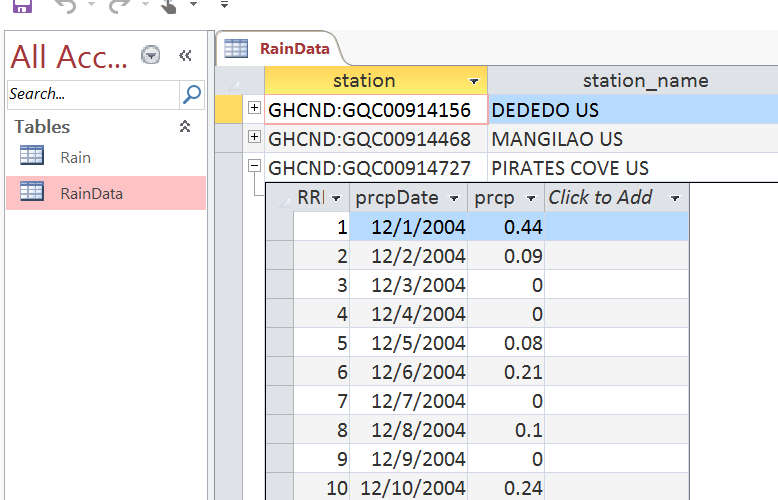 All Acc...
Search...
Tables
Rain
RainData
RainData
station station_name
GHCND:GQC00914156 DEDEDO US
GHCND:GQC00914468 MANGILAO US
GHCND:GQC00914727 PIRATES COVE US
prcpDate prcp Click to Add
1 12/1/2004 0.44
2 12/2/2004 0.09
3 12/3/2004 0
4 12/4/2004 0
5 12/5/2004 0.08
6 12/6/2004 0.21
7 12/7/2004 0
8 12/8/2004 0.1
9 12/9/2004 0
10 12/10/2004 0.24